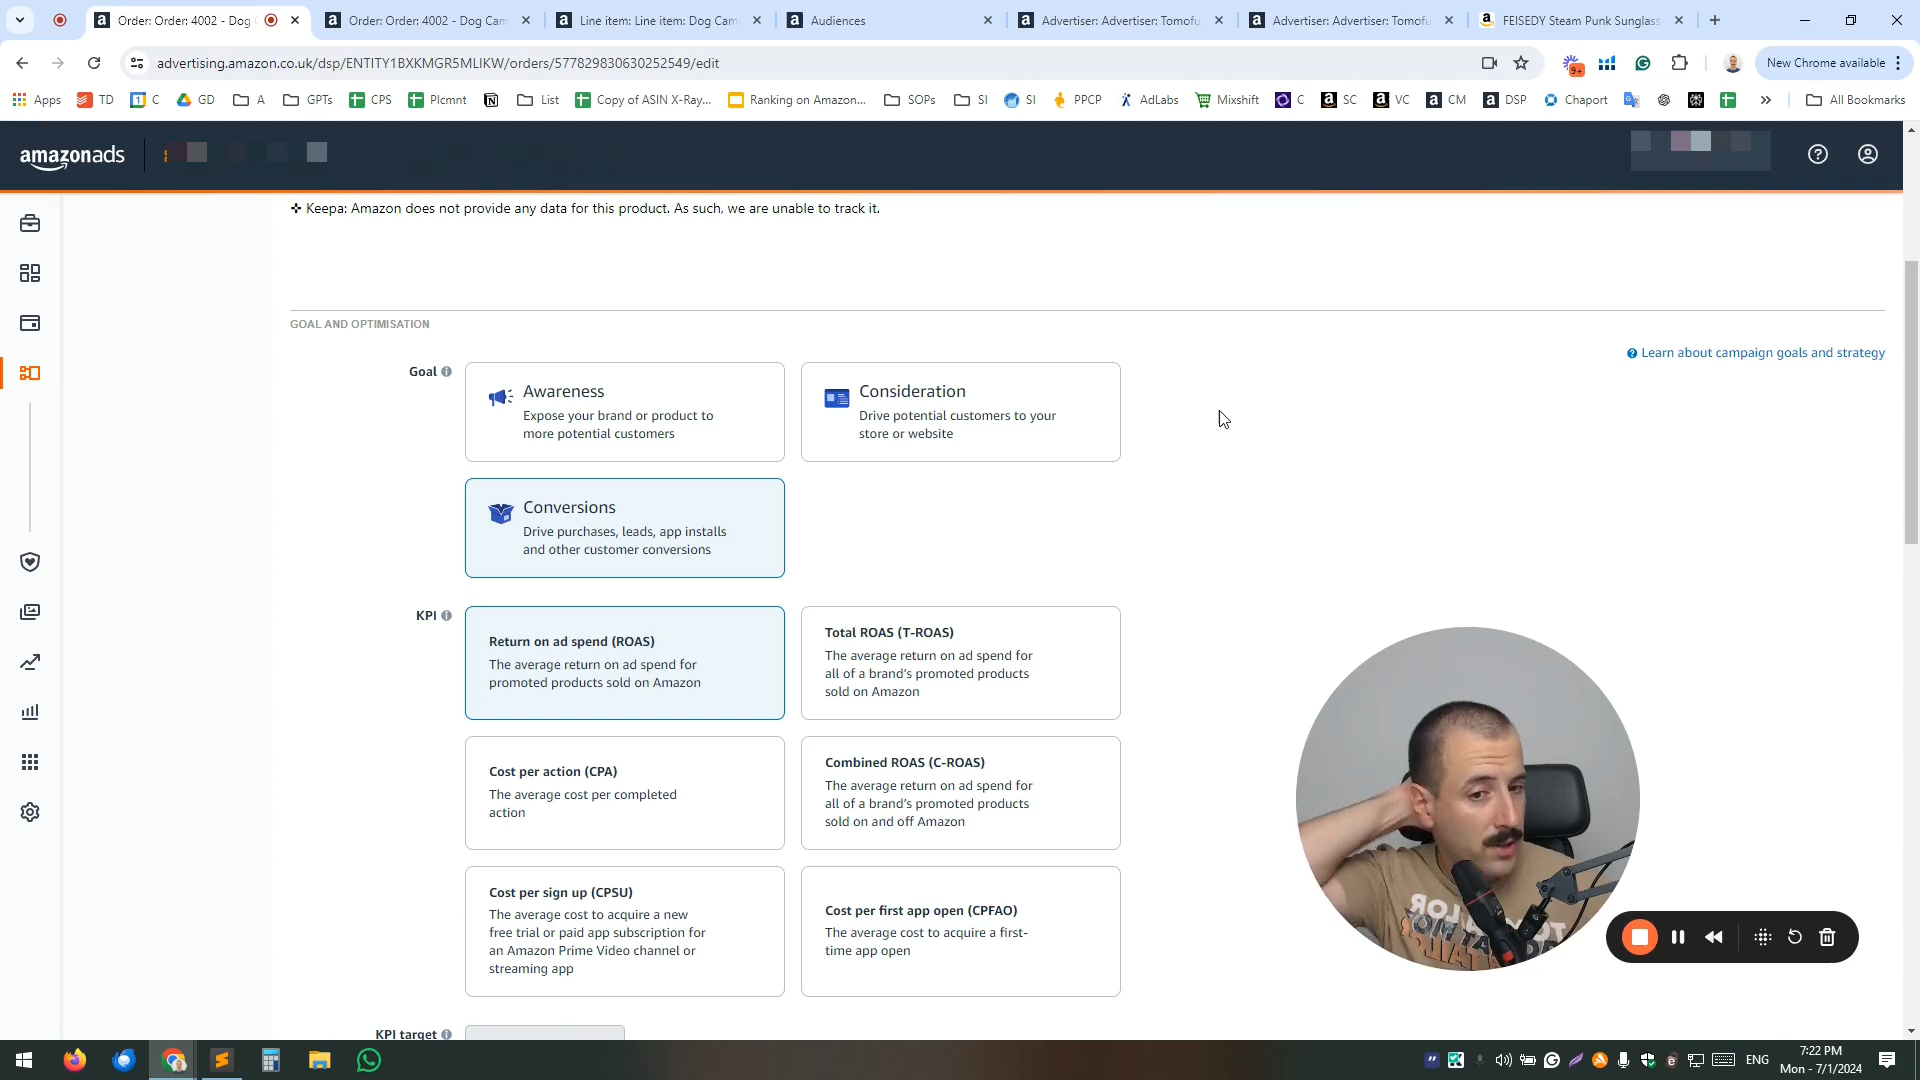 Order: Order: 4002 - Dog
Order: Order: 4002 - Dog Cam
Line item: Line item: Dog Cam
Audiences
Advertiser: Advertiser: Tomofu
Advertiser: Advertiser: Tomofu
FEISEDY Steam Punk Sunglass
advertising.amazon.co.uk/dsp/ENTITY1BXKMGR5MLIKW/orders/577829830630252549/edit
9+
New Chrome available
Apps
TD
C
GD
A
GPTs
CPS
Plcmnt
List
Copy of ASIN X-Ray...
Ranking on Amazon...
SOPs
SI
SI
PPCP
AdLabs
Mixshift
C
SC
VC
CM
DSP
Chaport
All Bookmarks
amazonads
Keepa: Amazon does not provide any data for this product. As such, we are unable to track it.
GOAL AND OPTIMISATION
Learn about campaign goals and strategy
Goal
Awareness
Expose your brand or product to
more potential customers
Consideration
Drive potential customers to your
store or website
Conversions
Drive purchases, leads, app installs
and other customer conversions
KPI
Return on ad spend (ROAS)
The average return on ad spend for
promoted products sold on Amazon
Total ROAS (T-ROAS)
The average return on ad spend for
all of a brand's promoted products
sold on Amazon
Cost per action (CPA)
The average cost per completed
action
Combined ROAS (C-ROAS)
The average return on ad spend for
all of a brand's promoted products
sold on and off Amazon
Cost per sign up (CPSU)
The average cost to acquire a new
free trial or paid app subscription for
an Amazon Prime Video channel or
streaming app
Cost per first app open (CPFAO)
The average cost to acquire a first-
time app open
KPI target
ENG
7:22 PM
Mon - 7/1/2024